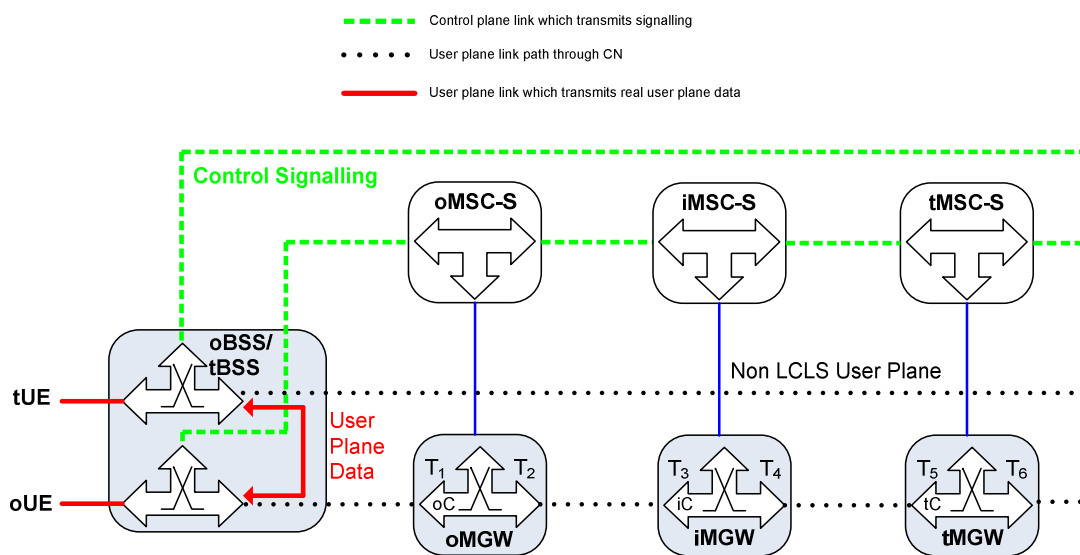 Control plane link which transmits signalling
User plane link path through CN
User plane link which transmits real user plane data
Control Signalling
oMSC-S
iMSC-S
tMSC-S
oBSS/
tBSS
Non LCLS User Plane
tUE
User
Plane
Data
oUE
T1
T2
oC
oMGW
T3
T4
iC
iMGW
T5
T6
tC
tMGW